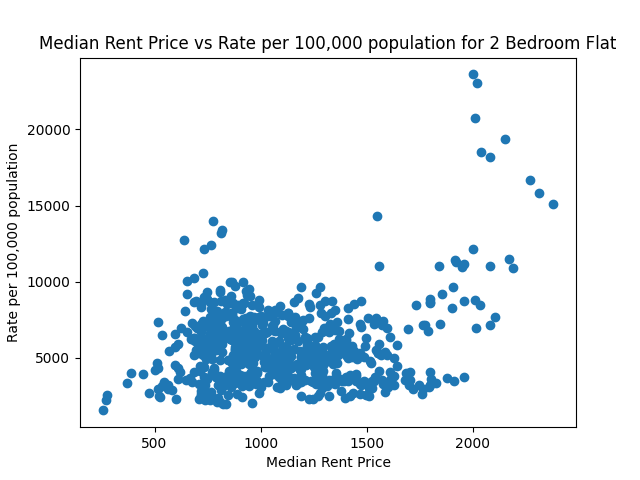 Median Rent Price vs Rate per 100,000 population for 2 Bedroom Flat
Rate per 100,000 population
20000
15000
10000
5000
500 1000 1500 2000
Median Rent Price